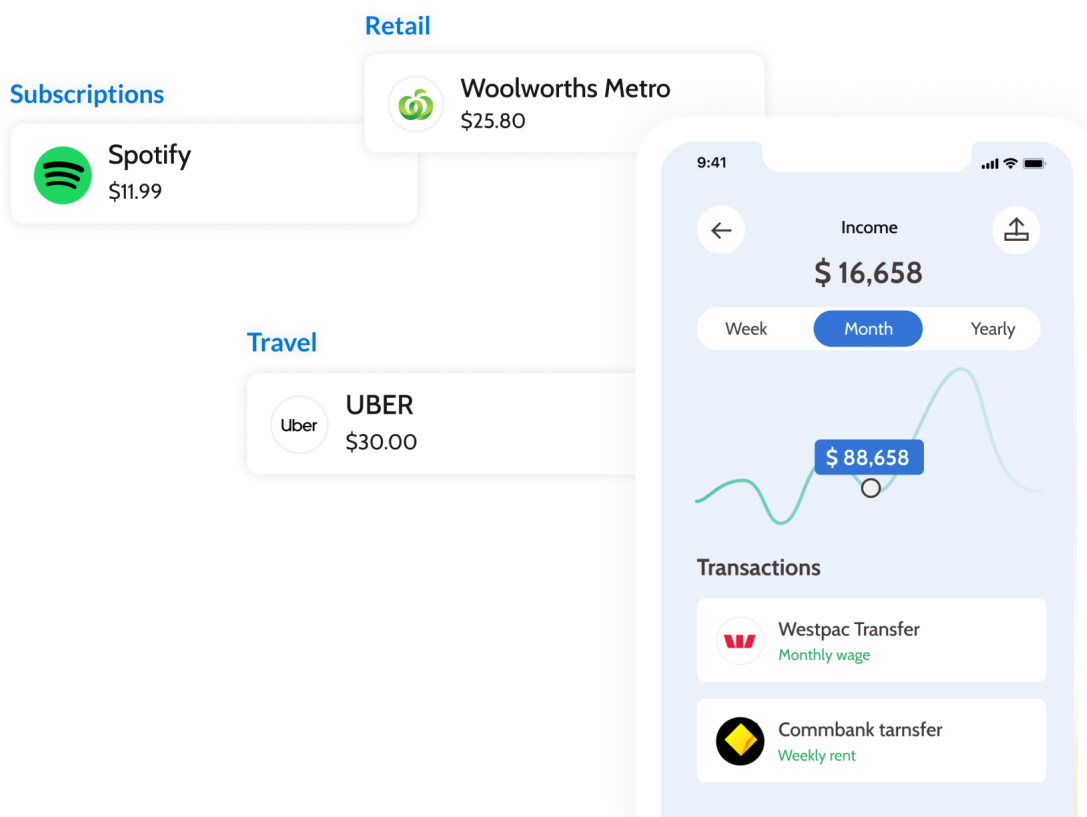 Retail
Woolworths Metro
$25.80
Subscriptions
Spotify
$11.99
Travel
Uber
UBER
$30.00
9:41
Income
$ 16,658
Week Month Yearly
$ 88,658
Transactions
Westpac Transfer
Monthly wage
Commbank tarnsfer
Weekly rent